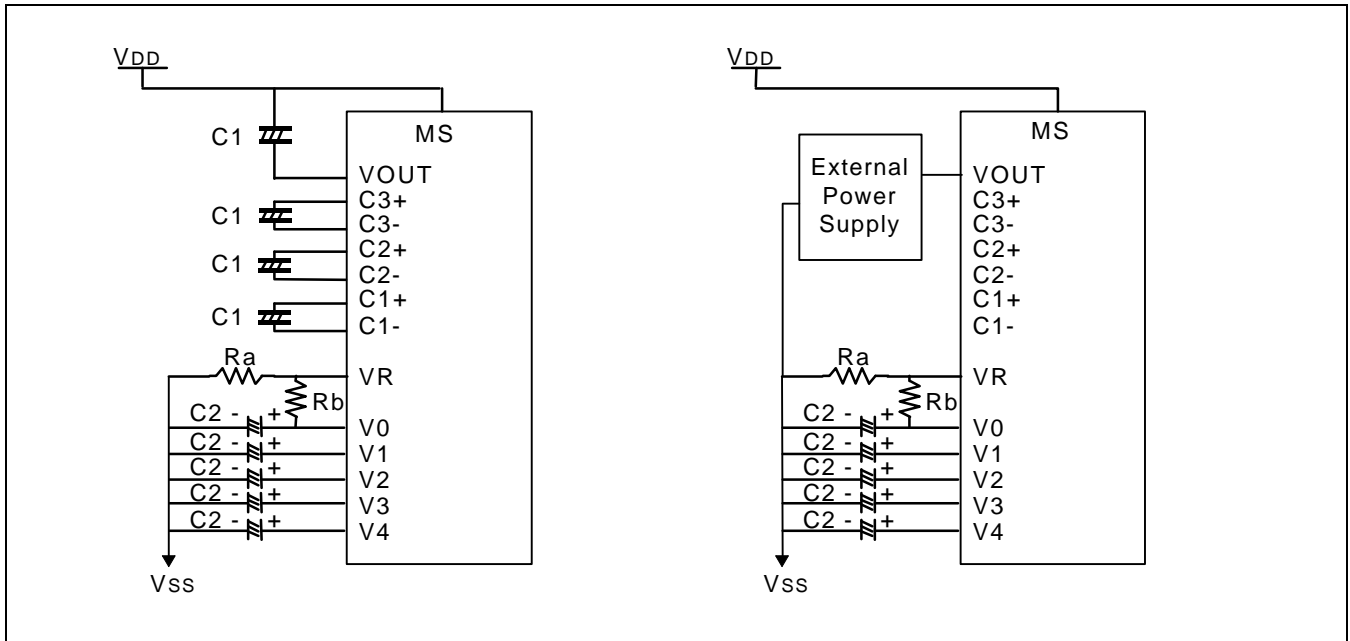 VDD
C1
MS
VOUT
C3+
C3-
C1
C2+
C2-
C1
C1+
C1-
C1
Ra
VR
Rb
C2 - + V0
C2 - + V1
C2 - + V2
C2 - + V3
C2 - + V4
Vss
VDD
MS
External
Power
Supply
VOUT
C3+
C3-
C2+
C2-
C1+
C1-
Ra
VR
Rb
C2 - + V0
C2 - + V1
C2 - + V2
C2 - + V3
C2 - + V4
Vss